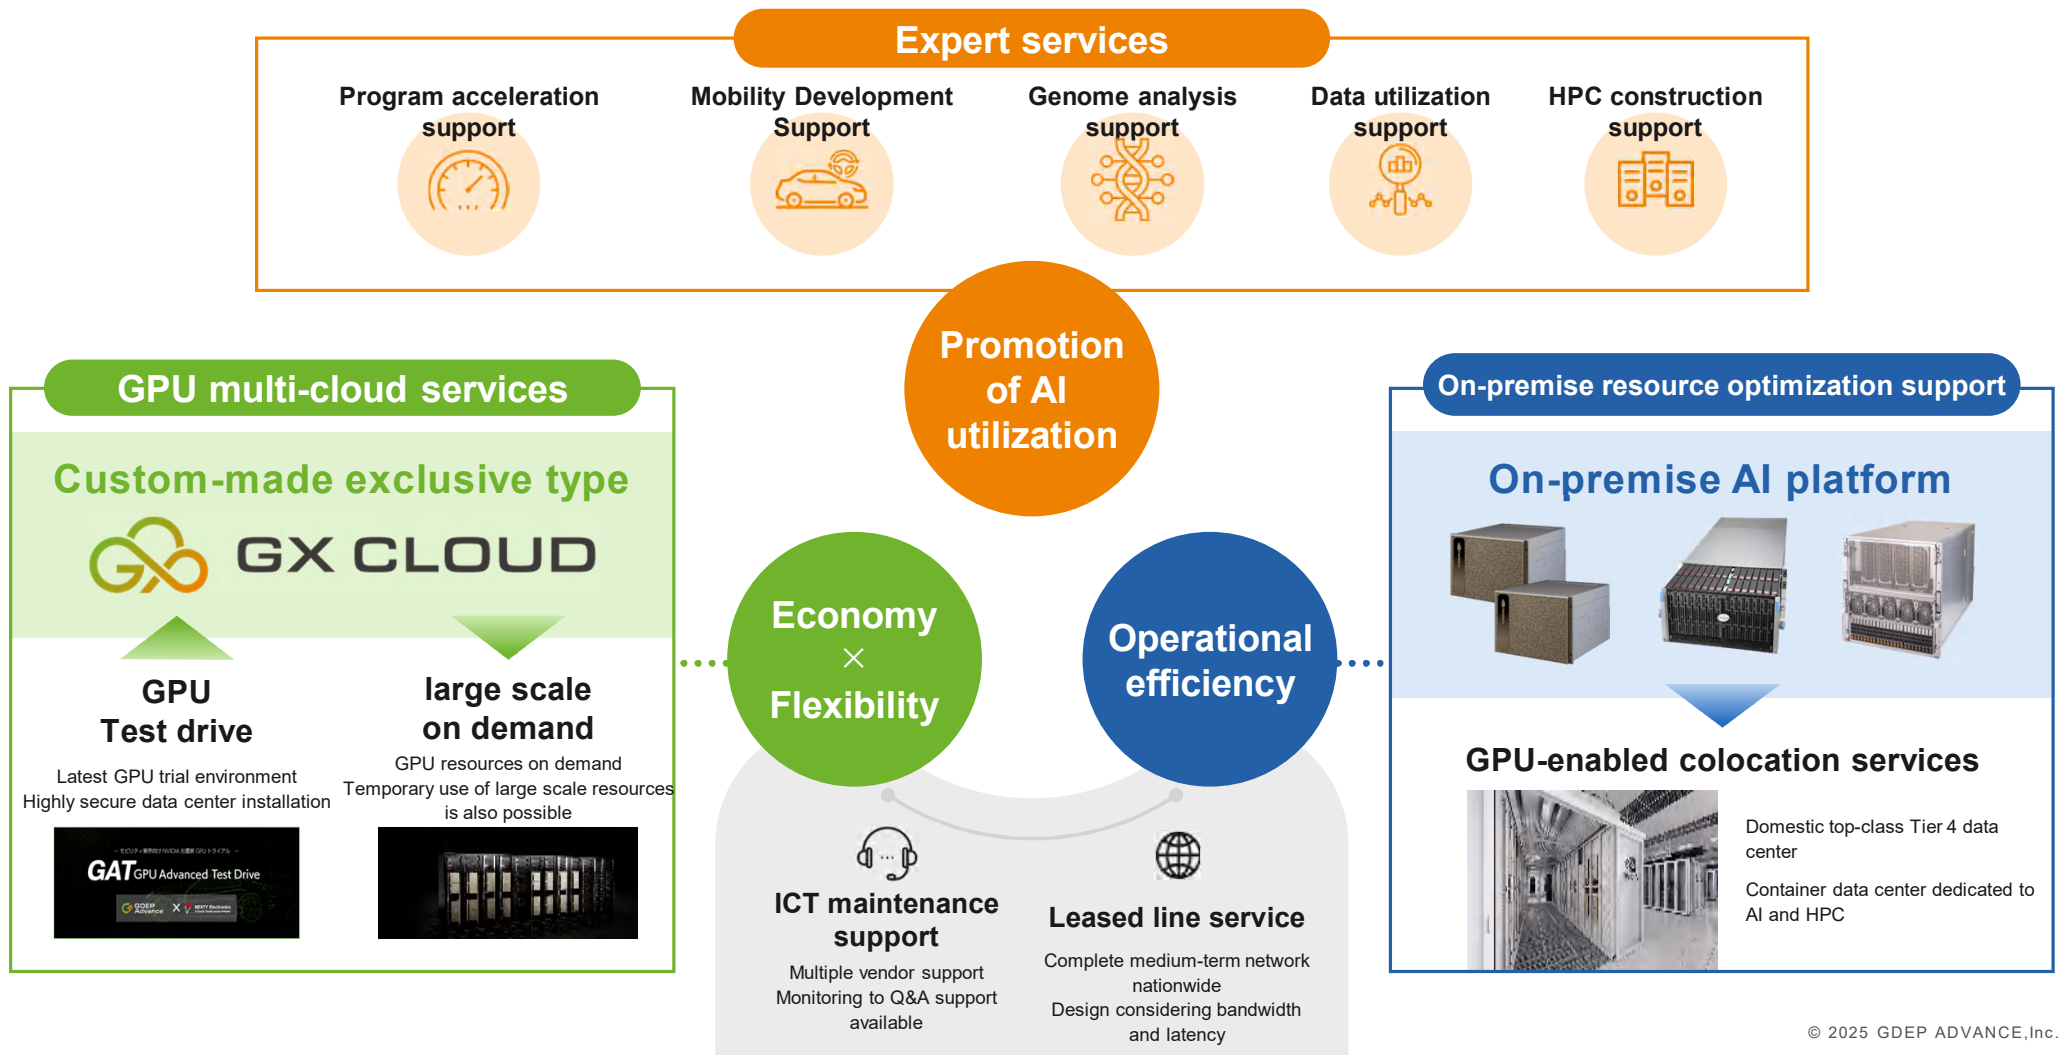 Expert services
Program acceleration
support
Mobility Development
Support
Genome analysis
support
Data utilization
support
HPC construction
support
Promotion
of AI
utilization
GPU multi-cloud services
Custom-made exclusive type
GX CLOUD
GPU
Test drive
Latest GPU trial environment
Highly secure data center installation
GAT GPU Advanced Test Drive
GDEP
Advance
X
NEXTY Electronics
large scale
on demand
GPU resources on demand
Temporary use of large scale resources
is also possible
Economy
×
Flexibility
Operational
efficiency
ICT maintenance
support
Multiple vendor support
Monitoring to Q&A support
available
Leased line service
Complete medium-term network
nationwide
Design considering bandwidth
and latency
On-premise resource optimization support
On-premise AI platform
GPU-enabled colocation services
Domestic top-class Tier 4 data
center
Container data center dedicated to
AI and HPC
© 2025 GDEP ADVANCE,Inc.